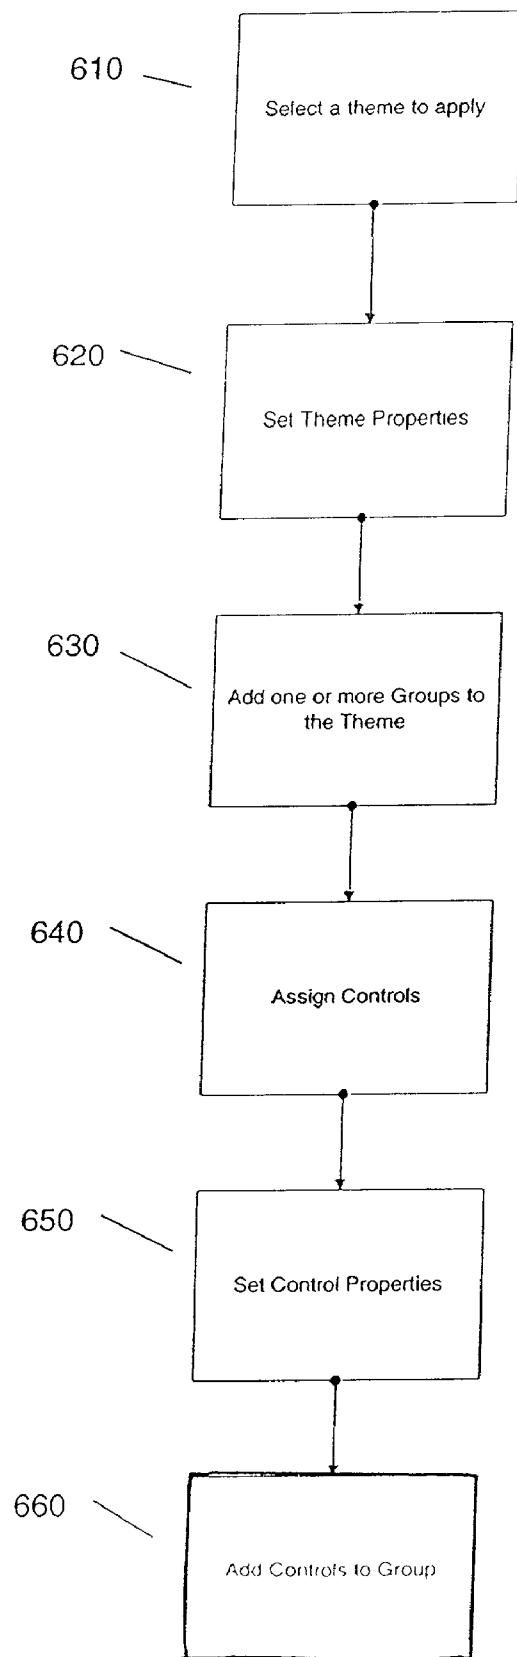 610
Select a theme to apply
620
Set Theme Properties
630
Add one or more Groups to
the Theme
640
Assign Controls
650
Set Control Properties
660
Add Controls to Group